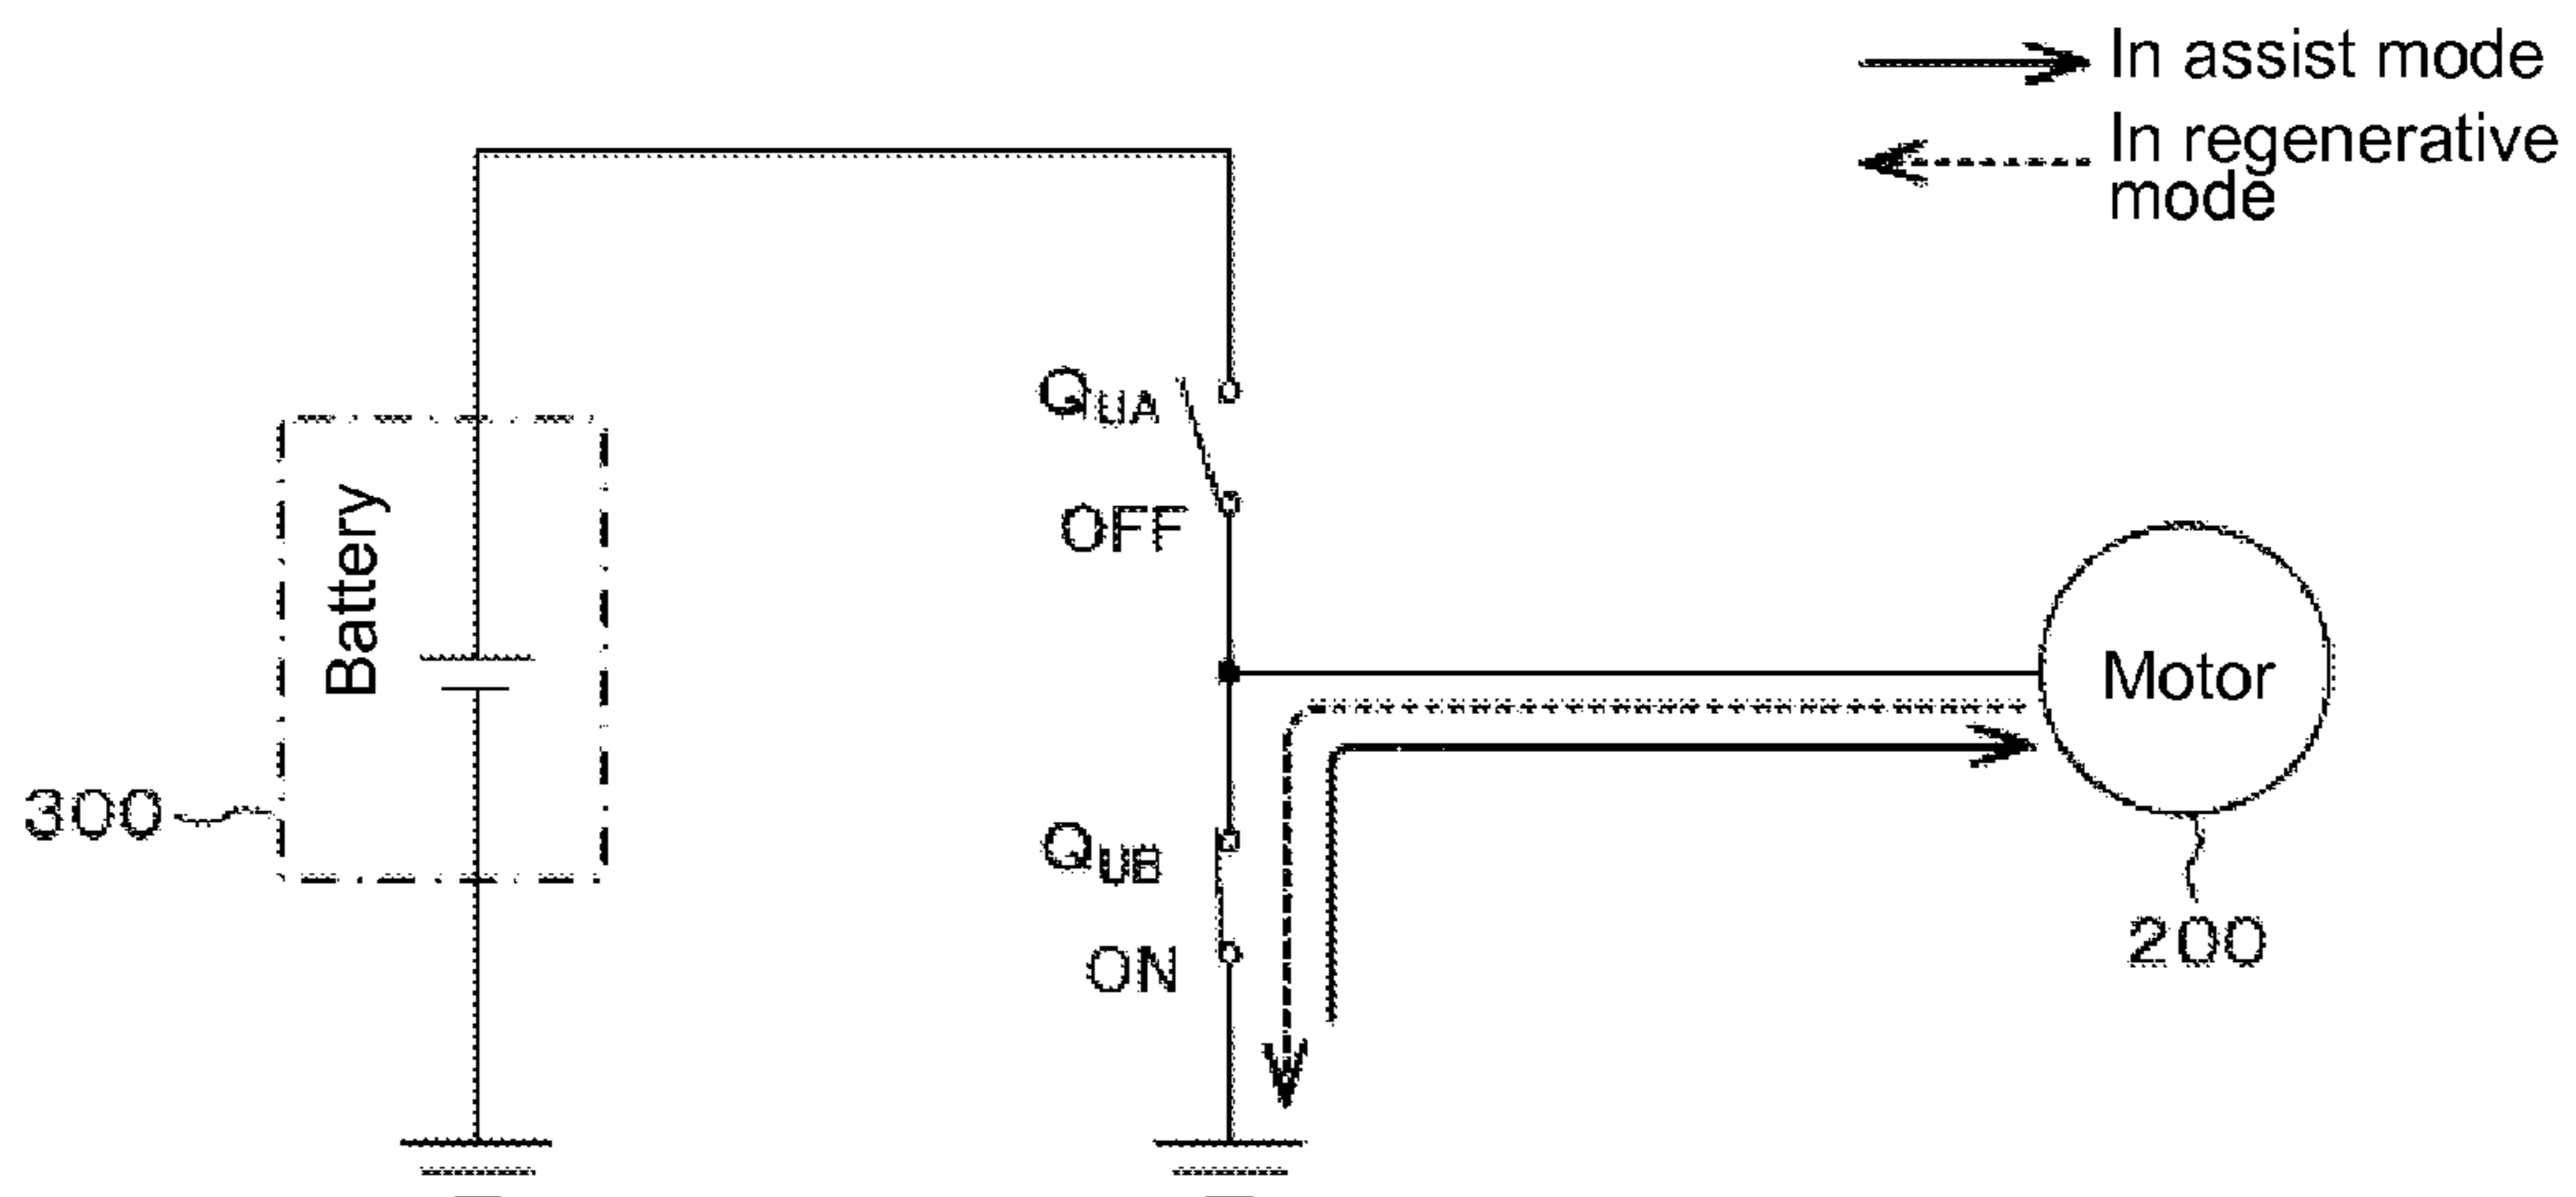 In assist mode
In regenerative
mode
QUA
OFF
Battery
Motor
300
QUB
ON
200